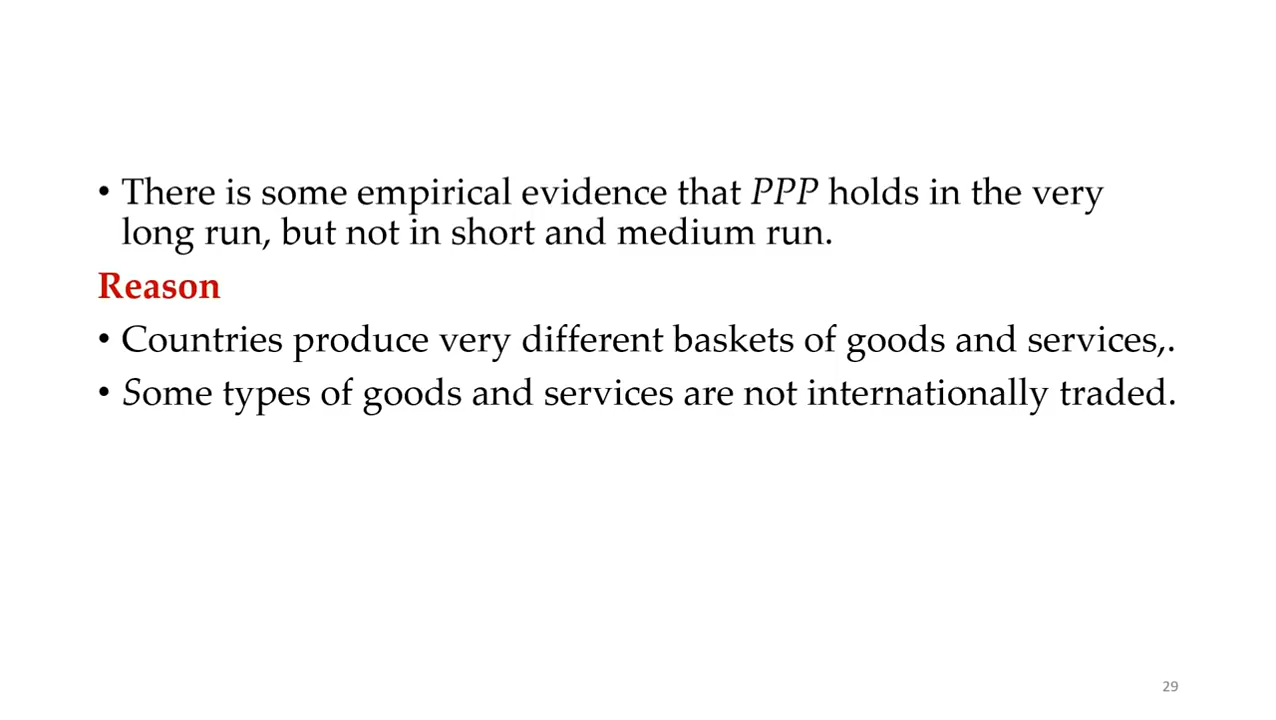 • There is some empirical evidence that PPP holds in the very
long run, but not in short and medium run.
Reason
• Countries produce very different baskets of goods and services,.
• Some types of goods and services are not internationally traded.
29